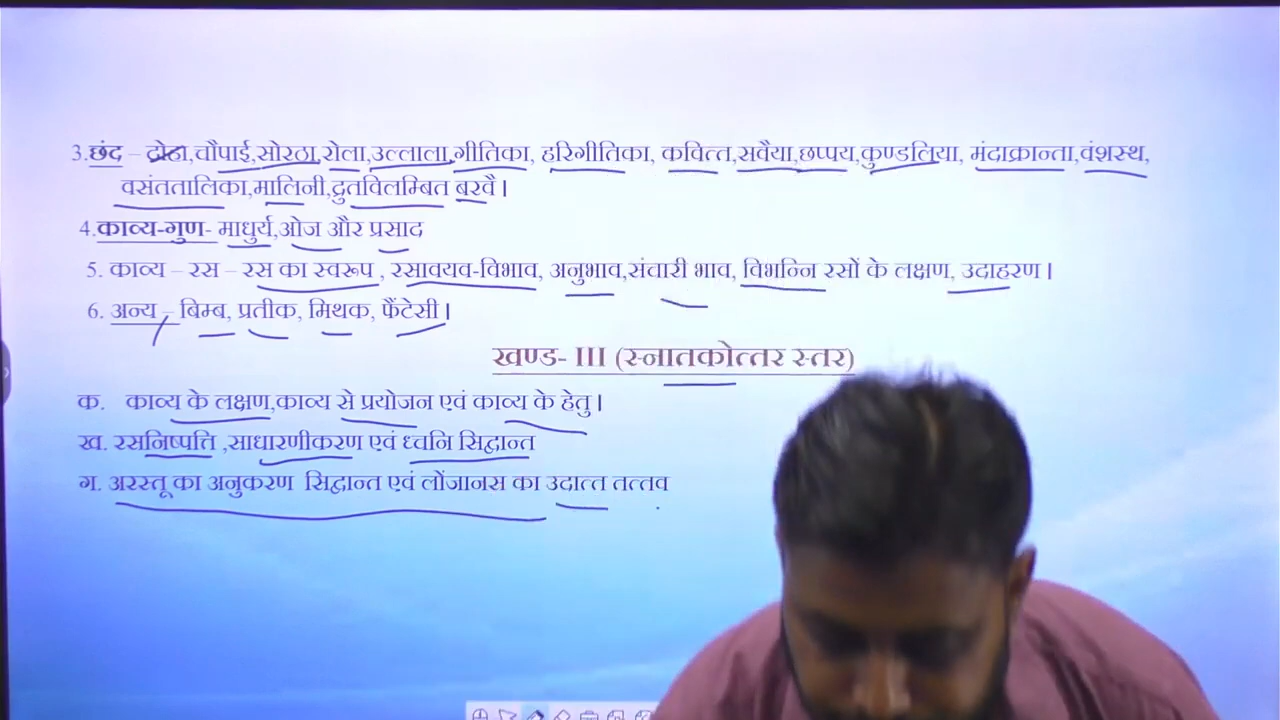 3.छंद – दोहा,चौपाई,सोरठा,रोला,उल्लाला,गीतिका, हरिगीतिका, कवित्त,सवैया,छप्पय,कुण्डलिया, मंदाक्रान्ता,वंशस्थ,
वसंततालिका,मालिनी,द्रुतविलम्बित बरवै।
4.काव्य-गुण- माधुर्य,ओज और प्रसाद
5. काव्य – रस – रस का स्वरूप , रसावयव-विभाव, अनुभाव,संचारी भाव, विभन्नि रसों के लक्षण, उदाहरण।
6. अन्य – बिम्ब, प्रतीक, मिथक, फैंटेसी।
खण्ड- III (स्नातकोत्तर स्तर)
क. काव्य के लक्षण,काव्य से प्रयोजन एवं काव्य के हेतु।
ख. रसनिष्पत्ति ,साधारणीकरण एवं ध्वनि सिद्वान्त
ग. अरस्तू का अनुकरण सिद्वान्त एवं लोंजानस का उदात्त तत्तव